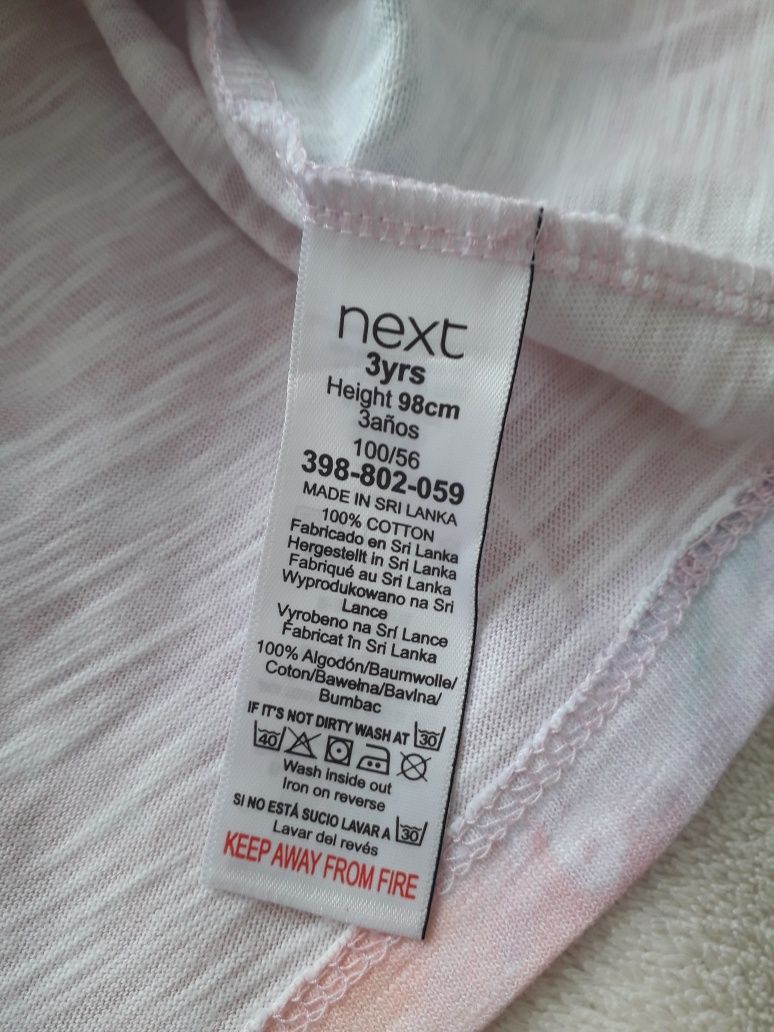 next
3yrs
Height 98cm
3años
100/56
398-802-059
MADE IN SRI LANKA
100% COTTON
Fabricado en Sri Lanka
Hergestellt in Sri Lanka
Fabriqué au Sri Lanka
Wyprodukowano na Sri
Lance
Vyrobeno na Srí Lance
Fabricat în Sri Lanka
100% Algodón/Baumwolle/
Coton/Bawełna/Bavlna/
Bumbac
IF IT'S NOT DIRTY WASH AT 30
40
Wash inside out
Iron on reverse
SI NO ESTÁ SUCIO LAVAR A 30
Lavar del revés
KEEP AWAY FROM FIRE